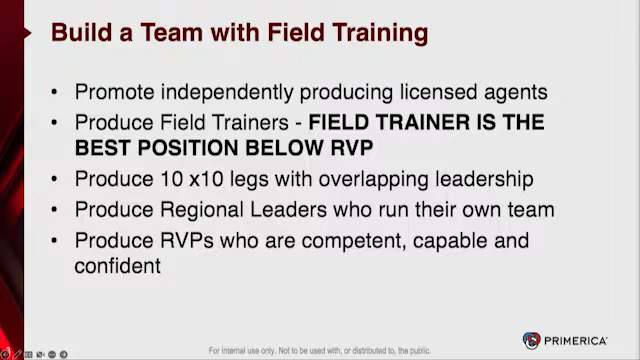 Build a Team with Field Training
• Promote independently producing licensed agents
• Produce Field Trainers - FIELD TRAINER IS THE
BEST POSITION BELOW RVP
• Produce 10 x10 legs with overlapping leadership
• Produce Regional Leaders who run their own team
• Produce RVPs who are competent, capable and
confident
PRIMERICA
For internal use only. Not to be used with, or distributed to, the public.